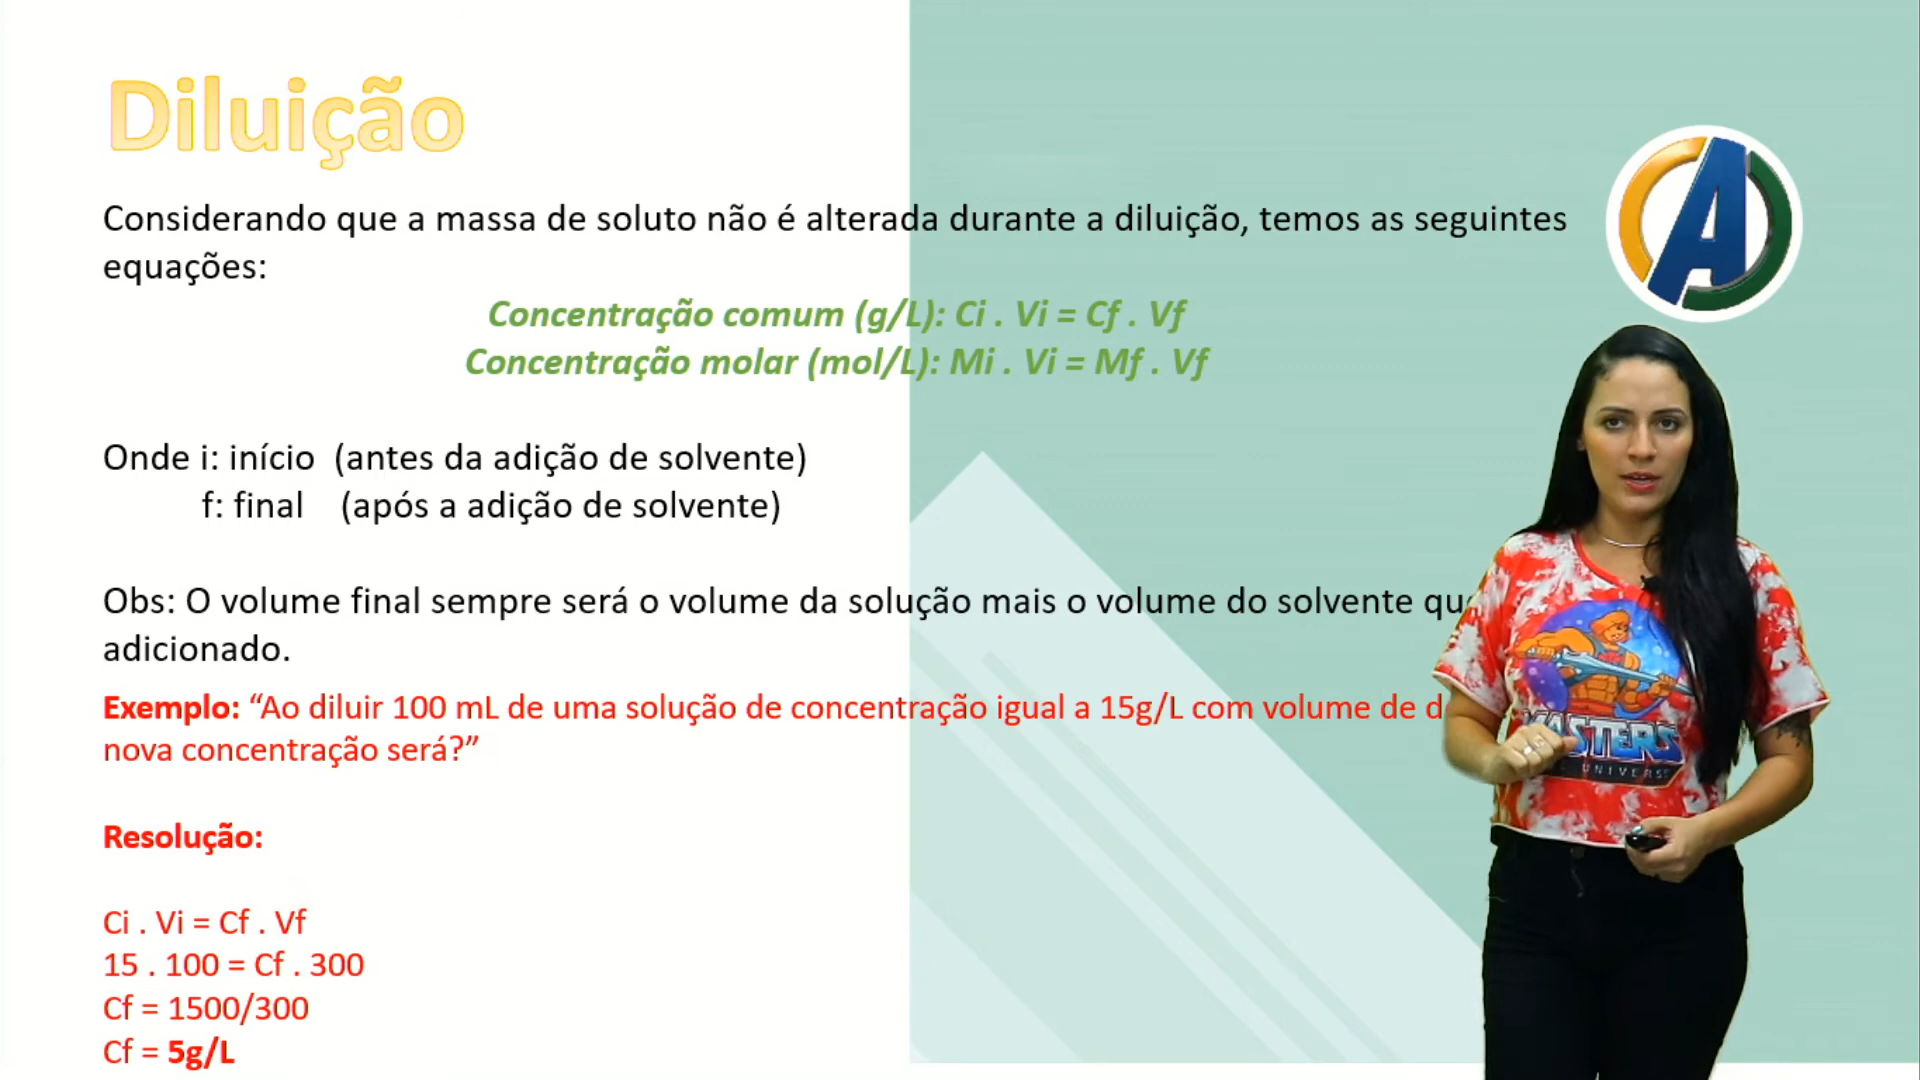 Diluição
Considerando que a massa de soluto não é alterada durante a diluição, temos as seguintes
equações:
Concentração comum (g/L): Ci . Vi = Cf . Vf
Concentração molar (mol/L): Mi . Vi = Mf . Vf
Onde i: início (antes da adição de solvente)
f: final (após a adição de solvente)
Obs: O volume final sempre será o volume da solução mais o volume do solvente
adicionado.
Exemplo: “Ao diluir 100 mL de uma solução de concentração igual a 15g/L com volume de
nova concentração será?”
Resolução:
Ci . Vi = Cf . Vf
15 . 100 = Cf . 300
Cf = 1500/300
Cf = 5g/L
A
MASTERS
UNIVERSE